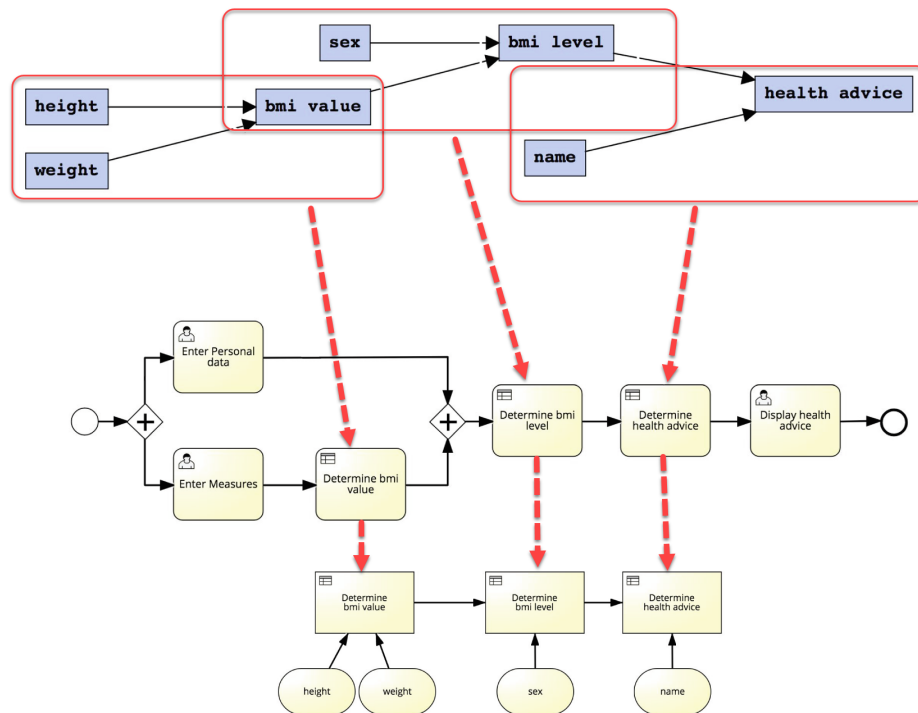 sex
bmi level
height
bmi value
health advice
weight
name
Enter Personal
data
Determine bmi
level
Determine
health advice
Display health
advice
Enter Measures
Determine bmi
value
Determine
bmi value
Determine
bmi level
Determine
health advice
height
weight
sex
name